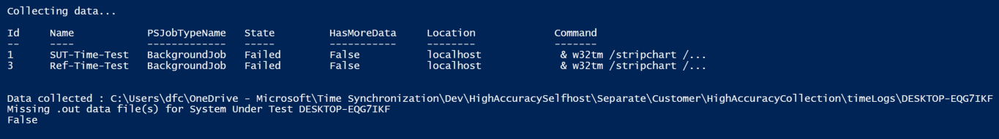 Collecting data...
Id Name PSJobTypeName State HasMoreData Location Command
-- ---- ------------- ----- ----------- -------- -------
1 SUT-Time-Test BackgroundJob Failed False localhost & w32tm /stripchart /...
3 Ref-Time-Test BackgroundJob Failed False localhost & w32tm /stripchart /...
Data collected : C:\Users\dfc\OneDrive - Microsoft\Time Synchronization\Dev\HighAccuracySelfhost\Separate\Customer\HighAccuracyCollection\timeLogs\DESKTOP-EQG7IKF
Missing .out data file(s) for System Under Test DESKTOP-EQG7IKF
False